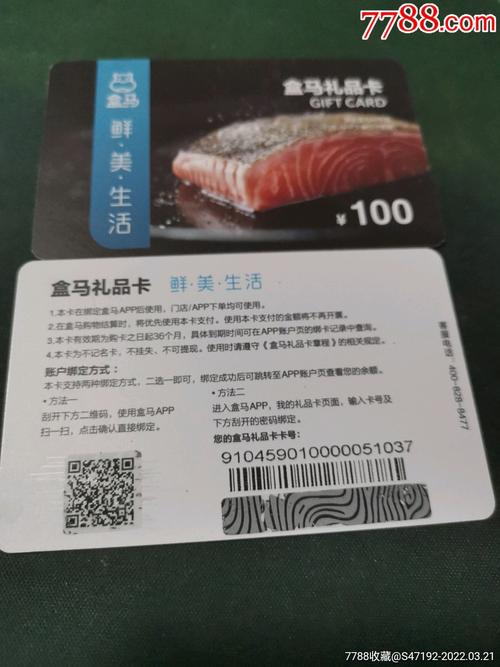 7788.com
盒马
鲜·美·生活
盒马礼品卡
GIFT CARD
¥100
盒马礼品卡 鲜·美·生活
1.本卡在绑定盒马APP后使用，门店/APP下单均可使用。
2.在盒马购物结算时，将优先使用本卡支付。使用本卡支付的金额将不再开票。
3.本卡有效期为购卡之日起36个月，具体到期时间可在APP账户页的绑卡记录中查询。
4.本卡为不记名卡，不挂失、不可提现。使用时请遵守《盒马礼品卡章程》的相关规定。
账户绑定方式：
本卡支持两种绑定方式，二选一即可，绑定成功后可跳转至APP账户页查看您的余额。
·方法一
刮开下方二维码，使用盒马APP
扫一扫，点击确认直接绑定。
·方法二
进入盒马APP，我的礼品卡页面，输入卡号及
下方刮开的密码绑定。
您的盒马礼品卡卡号：
910459010000051037
客服电话：400-828-8477
7788收藏@S47192-2022.03.21